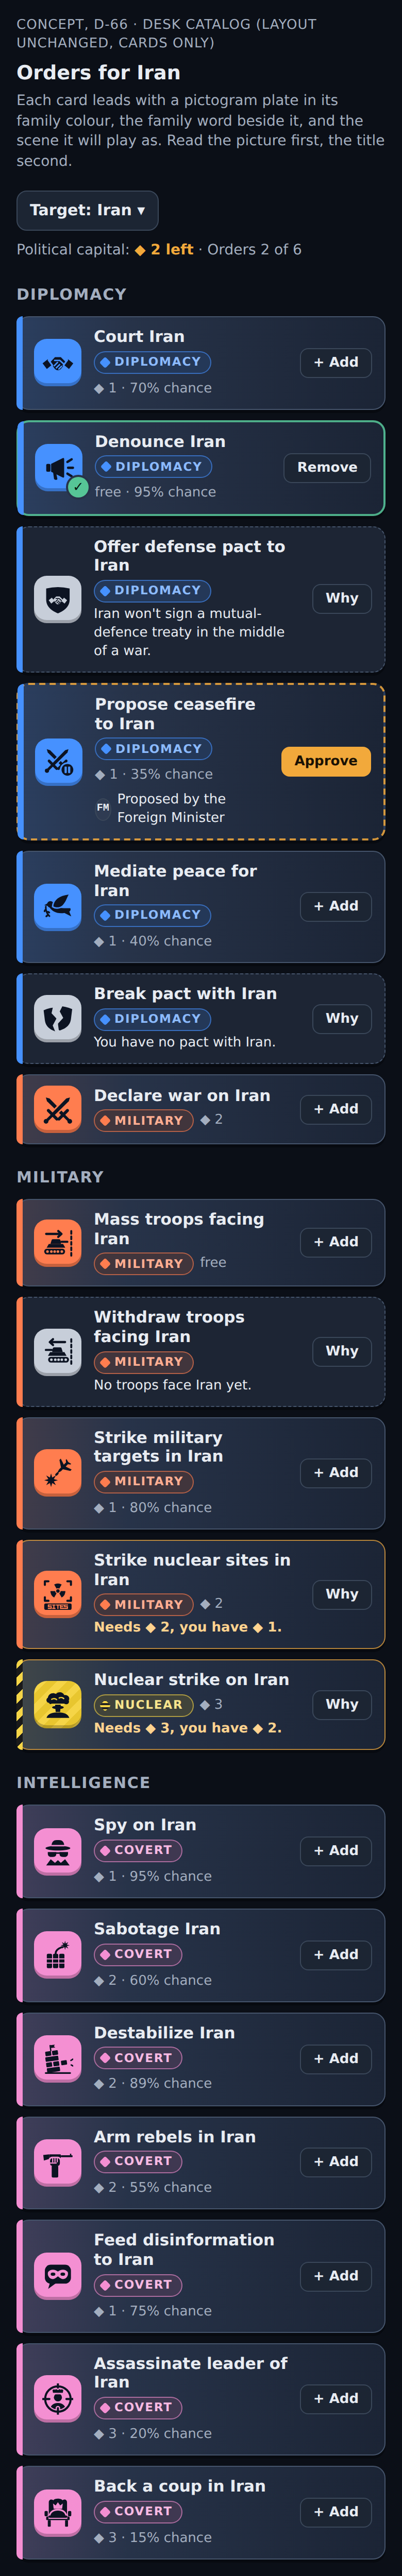 CONCEPT, D-66 · DESK CATALOG (LAYOUT
UNCHANGED, CARDS ONLY)
Orders for Iran
Each card leads with a pictogram plate in its
family colour, the family word beside it, and the
scene it will play as. Read the picture first, the title
second.
Target: Iran ▾
Political capital: ◆ 2 left · Orders 2 of 6
DIPLOMACY
Court Iran
DIPLOMACY
◆ 1 · 70% chance
+ Add
Denounce Iran
DIPLOMACY
free · 95% chance
Remove
Offer defense pact to
Iran
DIPLOMACY
Iran won't sign a mutual-
defence treaty in the middle
of a war.
Why
Propose ceasefire
to Iran
DIPLOMACY
◆ 1 · 35% chance
FM
Proposed by the
Foreign Minister
Approve
Mediate peace for
Iran
DIPLOMACY
◆ 1 · 40% chance
+ Add
Break pact with Iran
DIPLOMACY
You have no pact with Iran.
Why
Declare war on Iran
MILITARY ◆ 2
+ Add
MILITARY
Mass troops facing
Iran
MILITARY free
+ Add
Withdraw troops
facing Iran
MILITARY
No troops face Iran yet.
Why
Strike military
targets in Iran
MILITARY
◆ 1 · 80% chance
+ Add
SITES
Strike nuclear sites in
Iran
MILITARY ◆ 2
Needs ◆ 2, you have ◆ 1.
Why
Nuclear strike on Iran
NUCLEAR ◆ 3
Needs ◆ 3, you have ◆ 2.
Why
INTELLIGENCE
Spy on Iran
COVERT
◆ 1 · 95% chance
+ Add
Sabotage Iran
COVERT
◆ 2 · 60% chance
+ Add
Destabilize Iran
COVERT
◆ 2 · 89% chance
+ Add
Arm rebels in Iran
COVERT
◆ 2 · 55% chance
+ Add
Feed disinformation
to Iran
COVERT
◆ 1 · 75% chance
+ Add
Assassinate leader of
Iran
COVERT
◆ 3 · 20% chance
+ Add
Back a coup in Iran
COVERT
◆ 3 · 15% chance
+ Add